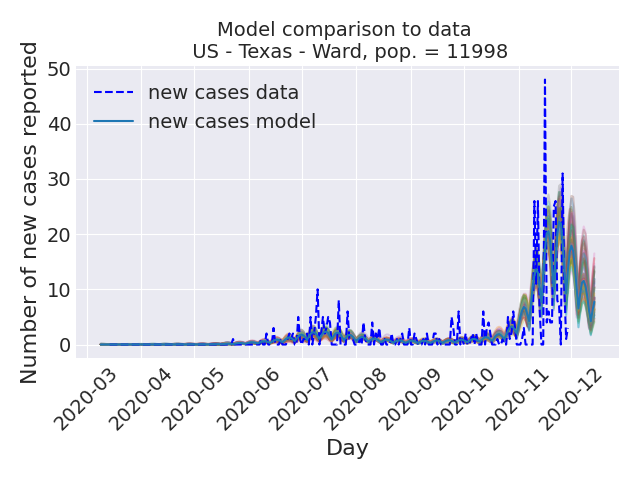 Model comparison to data
US - Texas - Ward, pop. = 11998
Number of new cases reported
50
40
30
20
10
0
new cases data
new cases model
2020-03
2020-04
2020-05
2020-06
2020-07
2020-08
2020-09
2020-10
2020-11
2020-12
Day